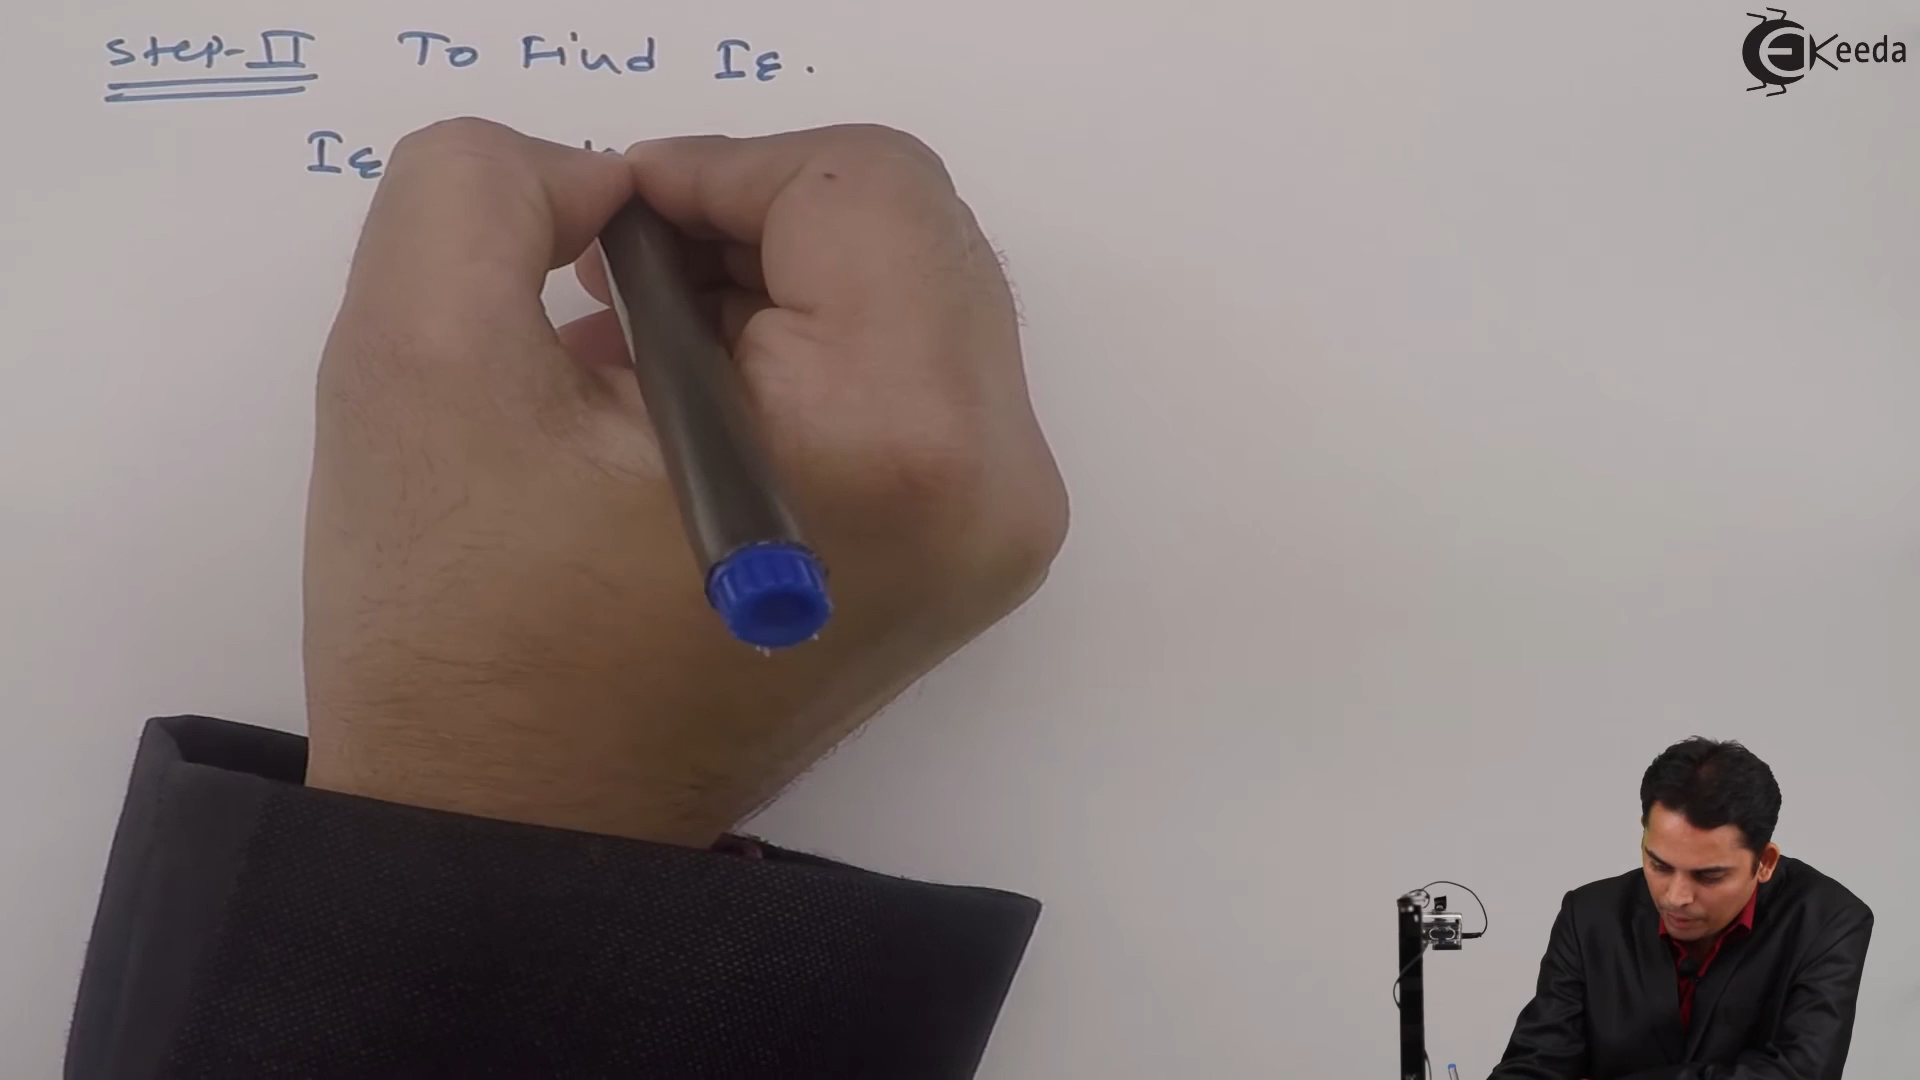 Step-II To Find IE.
IE
EKeeda